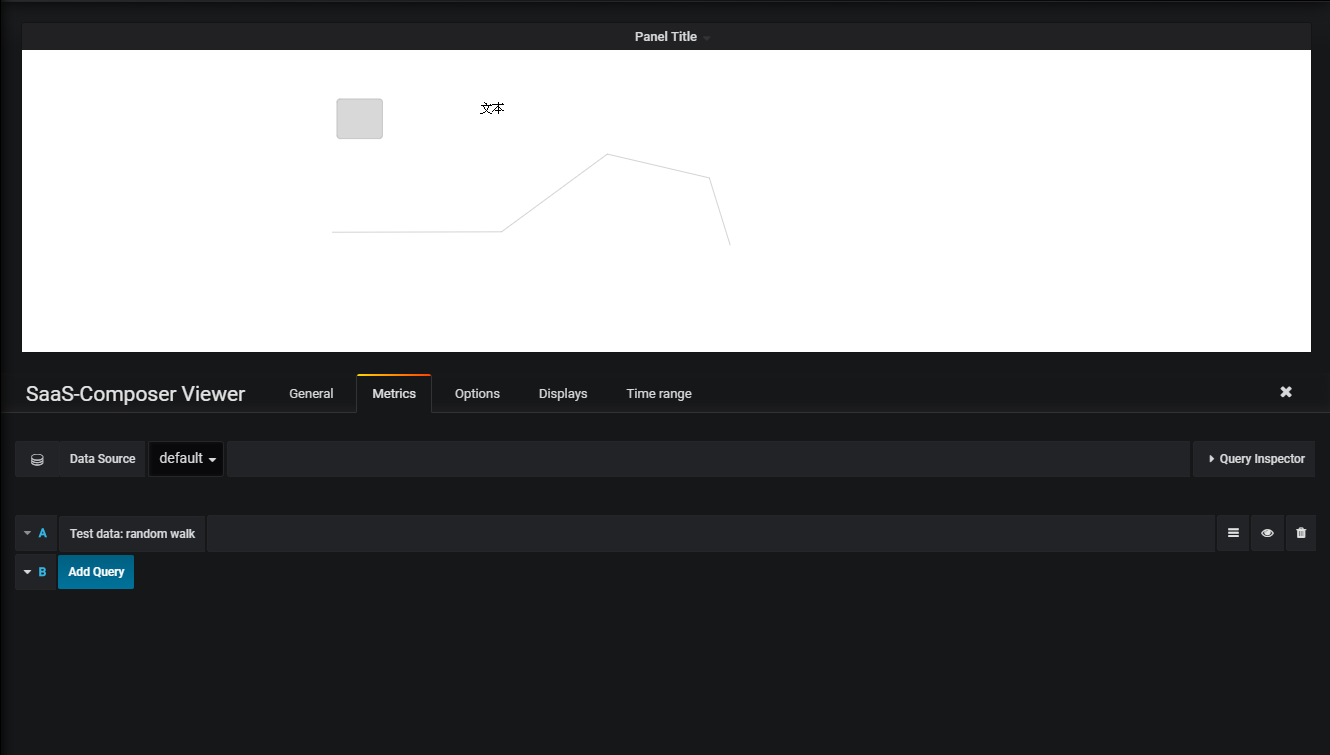 Panel Title
文本
SaaS-Composer Viewer General Metrics Options Displays Time range
Data Source default Query Inspector
A Test data: random walk
B Add Query